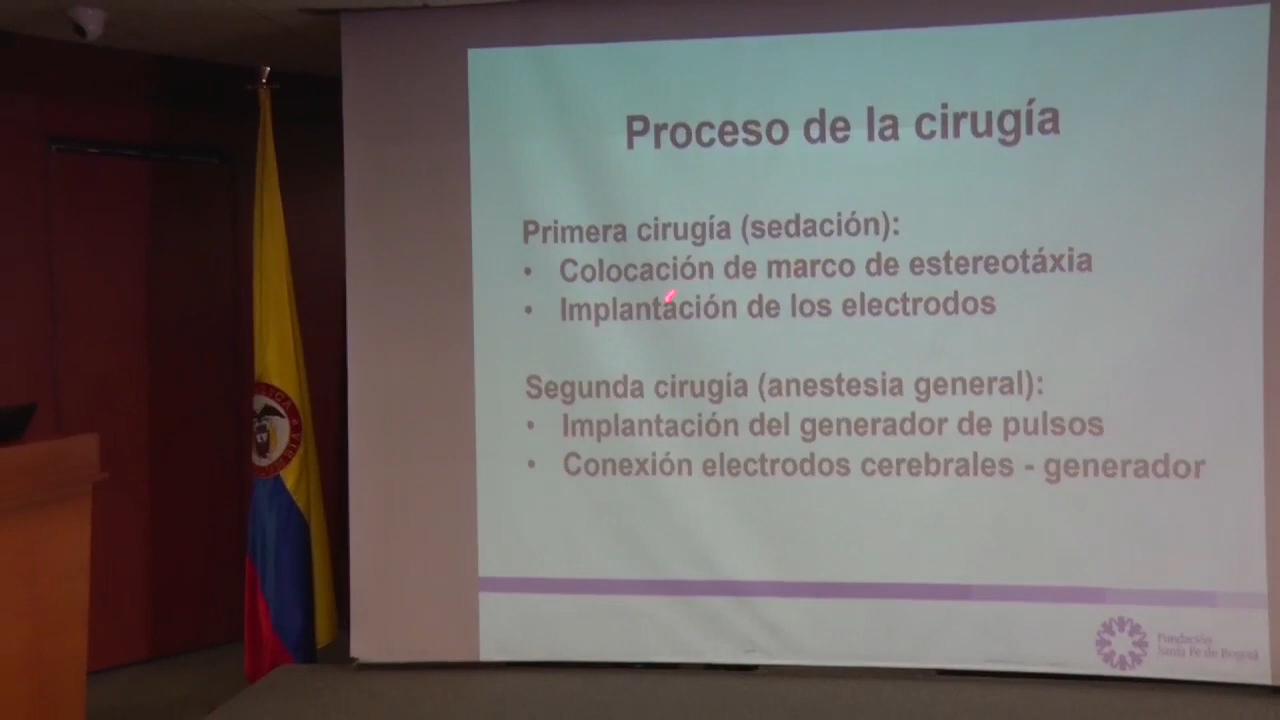 Proceso de la cirugía
Primera cirugía (sedación):
• Colocación de marco de estereotáxia
• Implantación de los electrodos
Segunda cirugía (anestesia general):
• Implantación del generador de pulsos
• Conexión electrodos cerebrales - generador
Fundación
Santa Fe de Bogotá